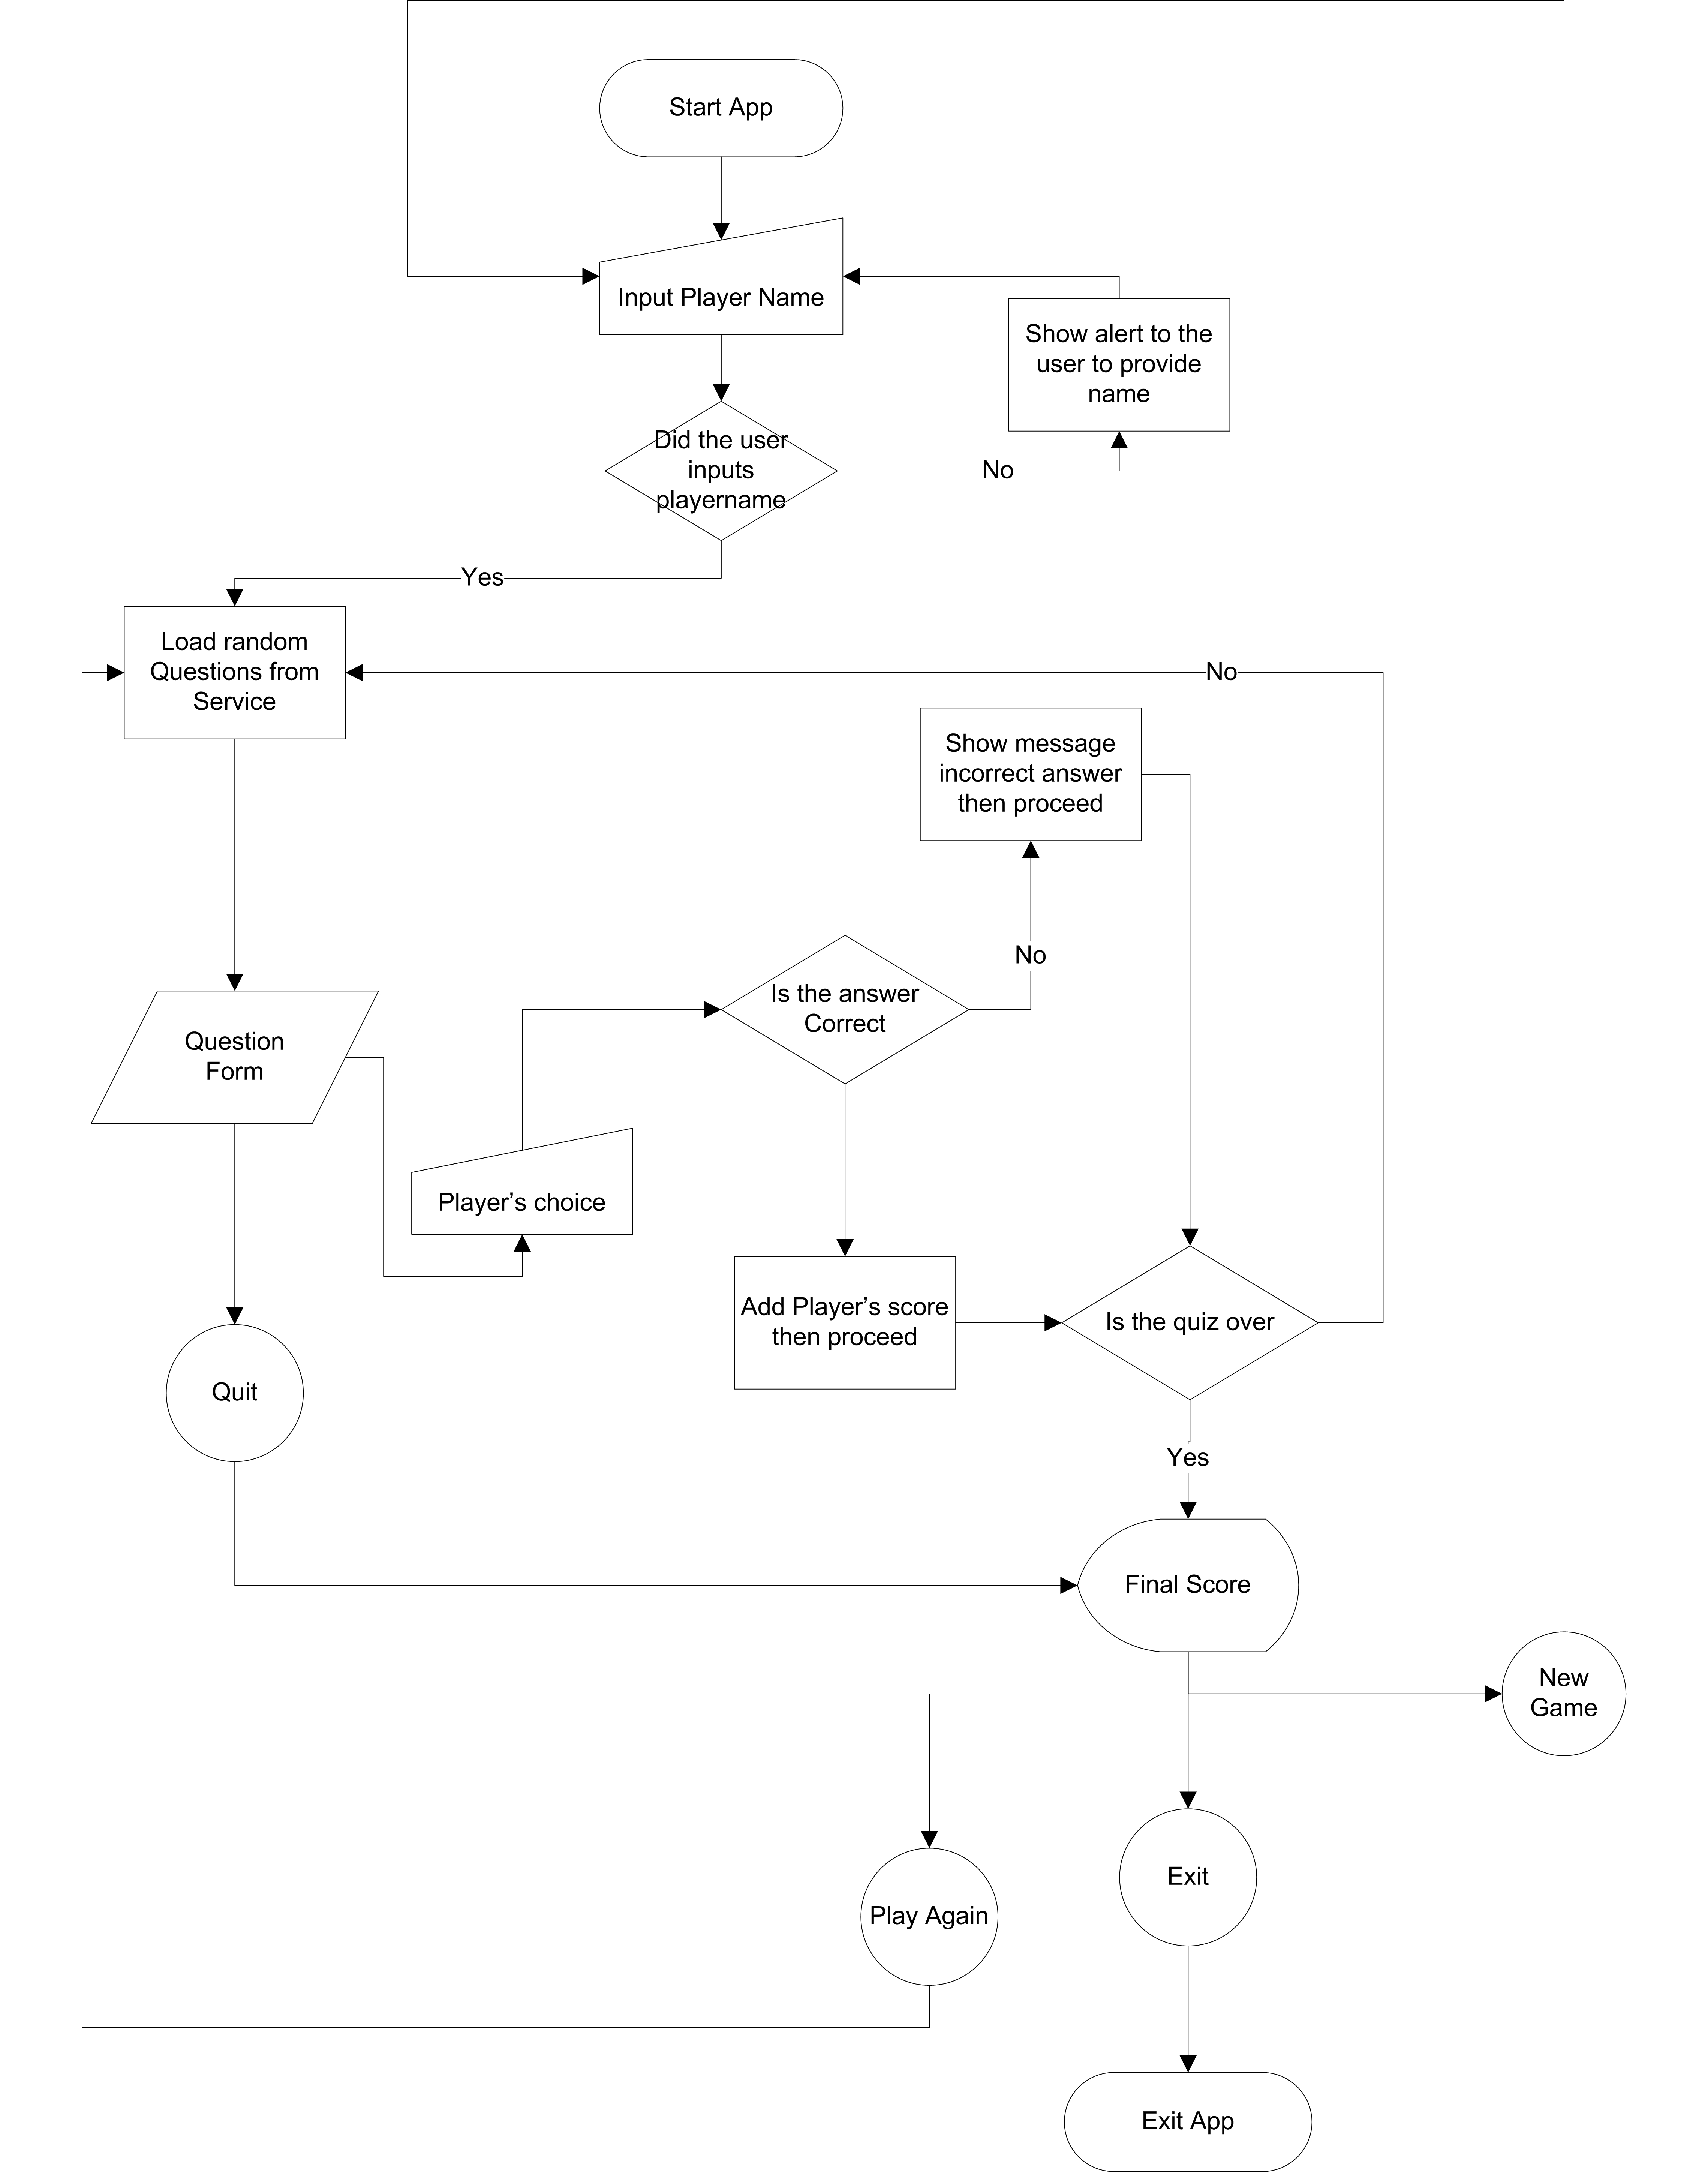 Start App
Input Player Name
Show alert to the
user to provide
name
Did the user
inputs
playername
No
Yes
Load random
Questions from
Service
No
Show message
incorrect answer
then proceed
No
Is the answer
Correct
Question
Form
Player’s choice
Add Player’s score
then proceed
Is the quiz over
Quit
Yes
Final Score
New
Game
Exit
Play Again
Exit App